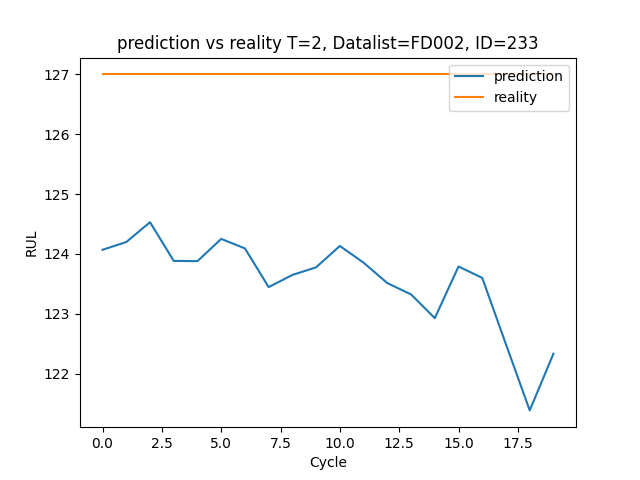 prediction vs reality T=2, Datalist=FD002, ID=233
127
126
125
124
123
122
RUL
prediction
reality
0.0
2.5
5.0
7.5
10.0
12.5
15.0
17.5
Cycle